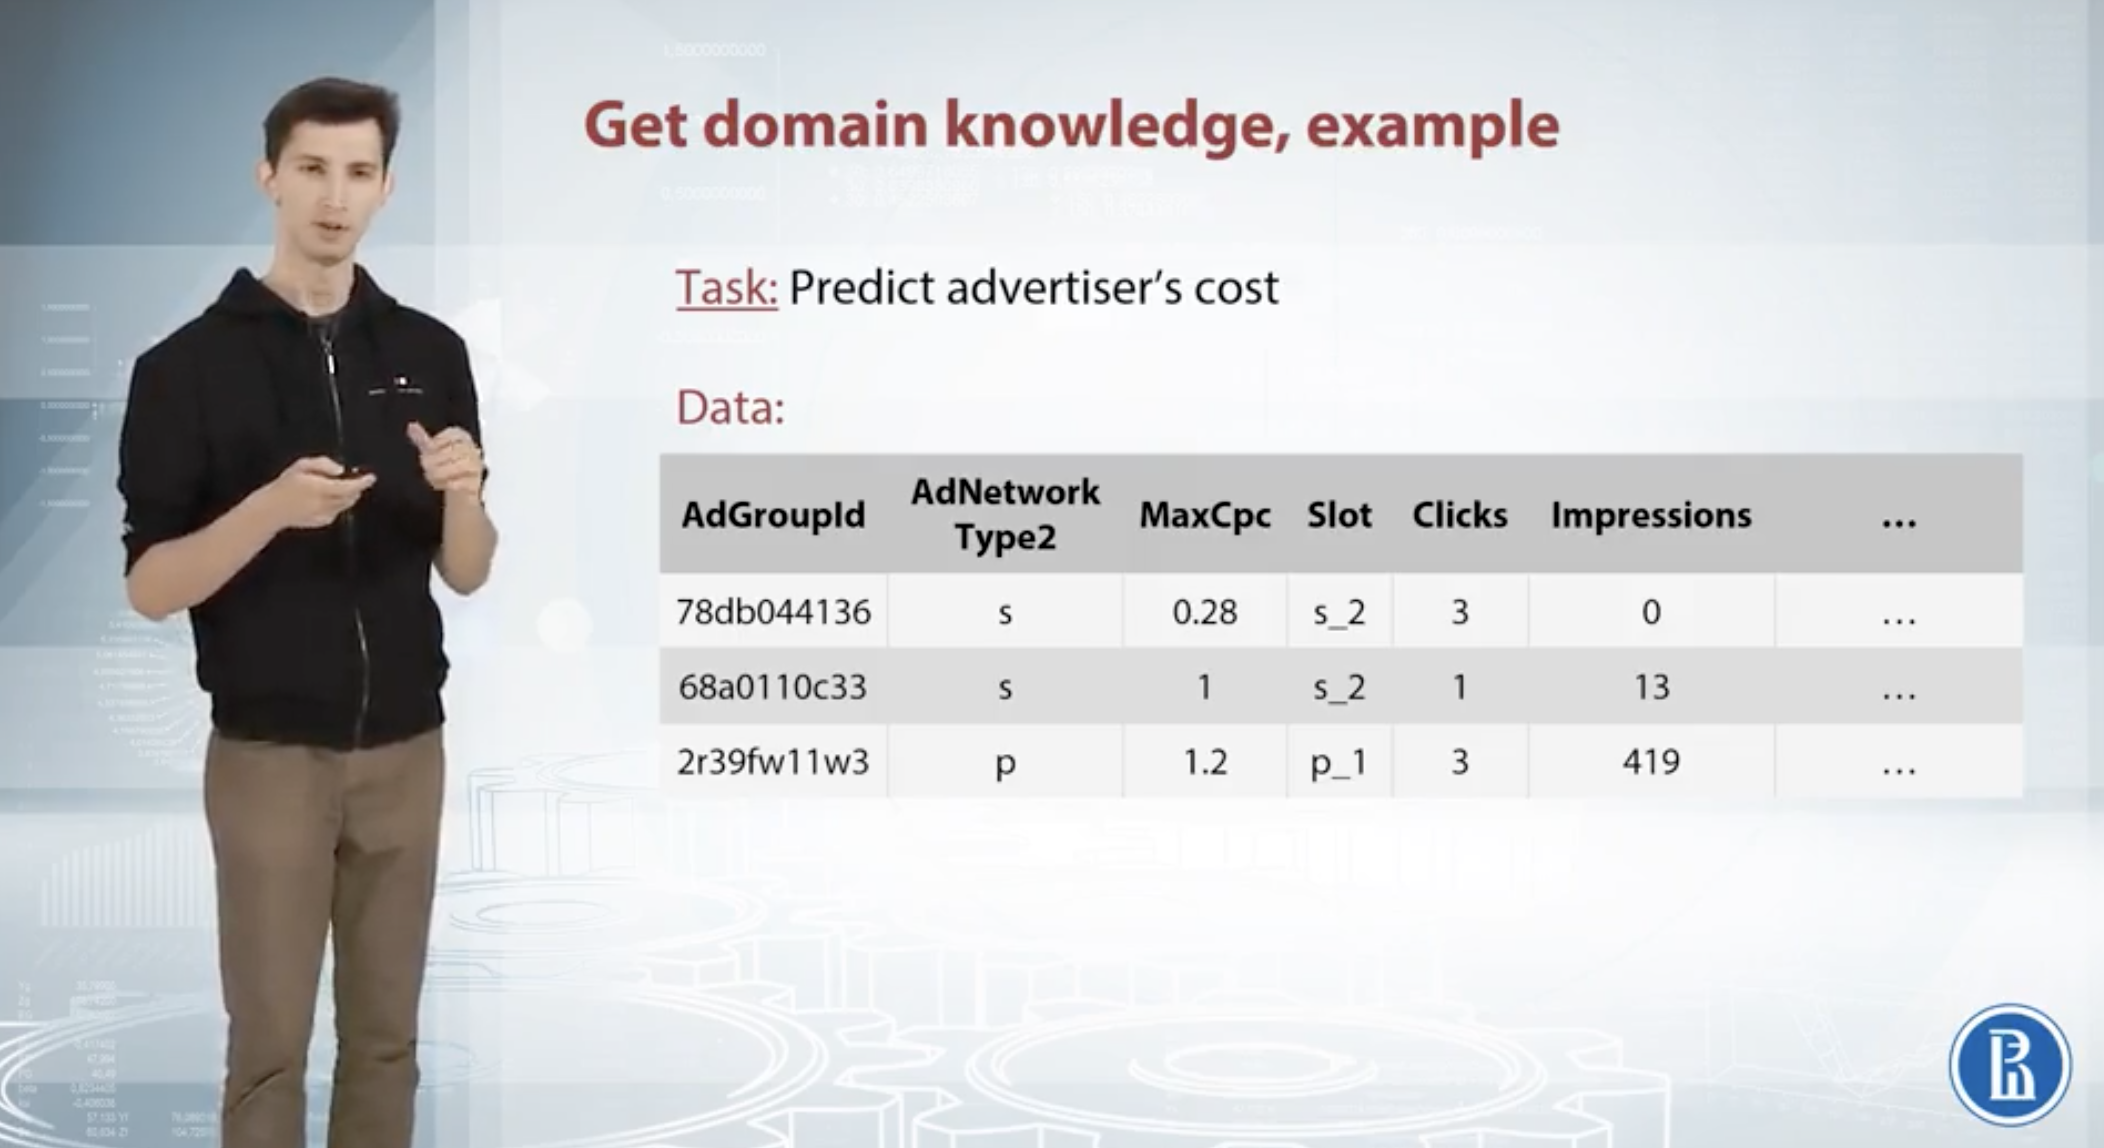 Get domain knowledge, example
Task: Predict advertiser's cost
Data:
AdGroupId AdNetwork Type2 MaxCpc Slot Clicks Impressions ...
78db044136 s 0.28 s_2 3 0 ...
68a0110c33 s 1 s_2 1 13 ...
2r39fw11w3 p 1.2 p_1 3 419 ...